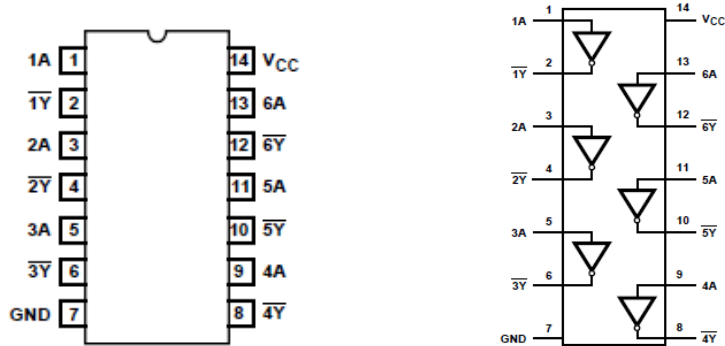 1A 1 14 VCC
1Y̅ 2 13 6A
2A 3 12 6Y̅
2Y̅ 4 11 5A
3A 5 10 5Y̅
3Y̅ 6 9 4A
GND 7 8 4Y̅
1A 1 14 VCC
1Y̅ 2 13 6A
2A 3 12 6Y̅
2Y̅ 4 11 5A
3A 5 10 5Y̅
3Y̅ 6 9 4A
GND 7 8 4Y̅